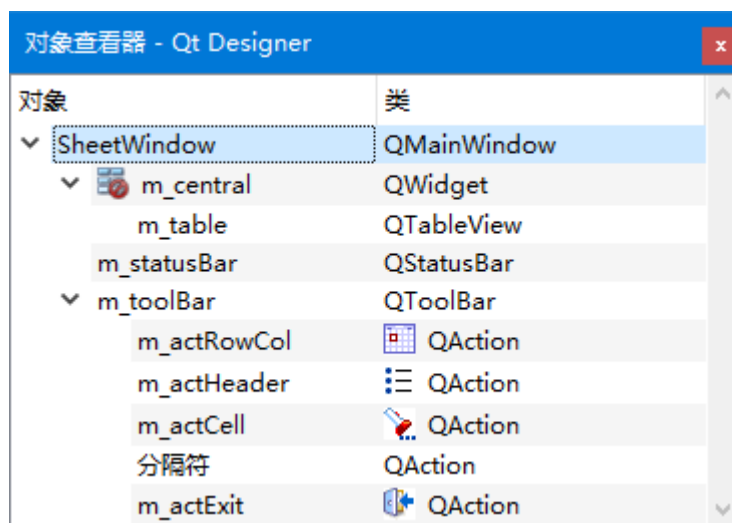 对象查看器 - Qt Designer
x
对象 类
SheetWindow QMainWindow
m_central QWidget
m_table QTableView
m_statusBar QStatusBar
m_toolBar QToolBar
m_actRowCol QAction
m_actHeader QAction
m_actCell QAction
分隔符 QAction
m_actExit QAction